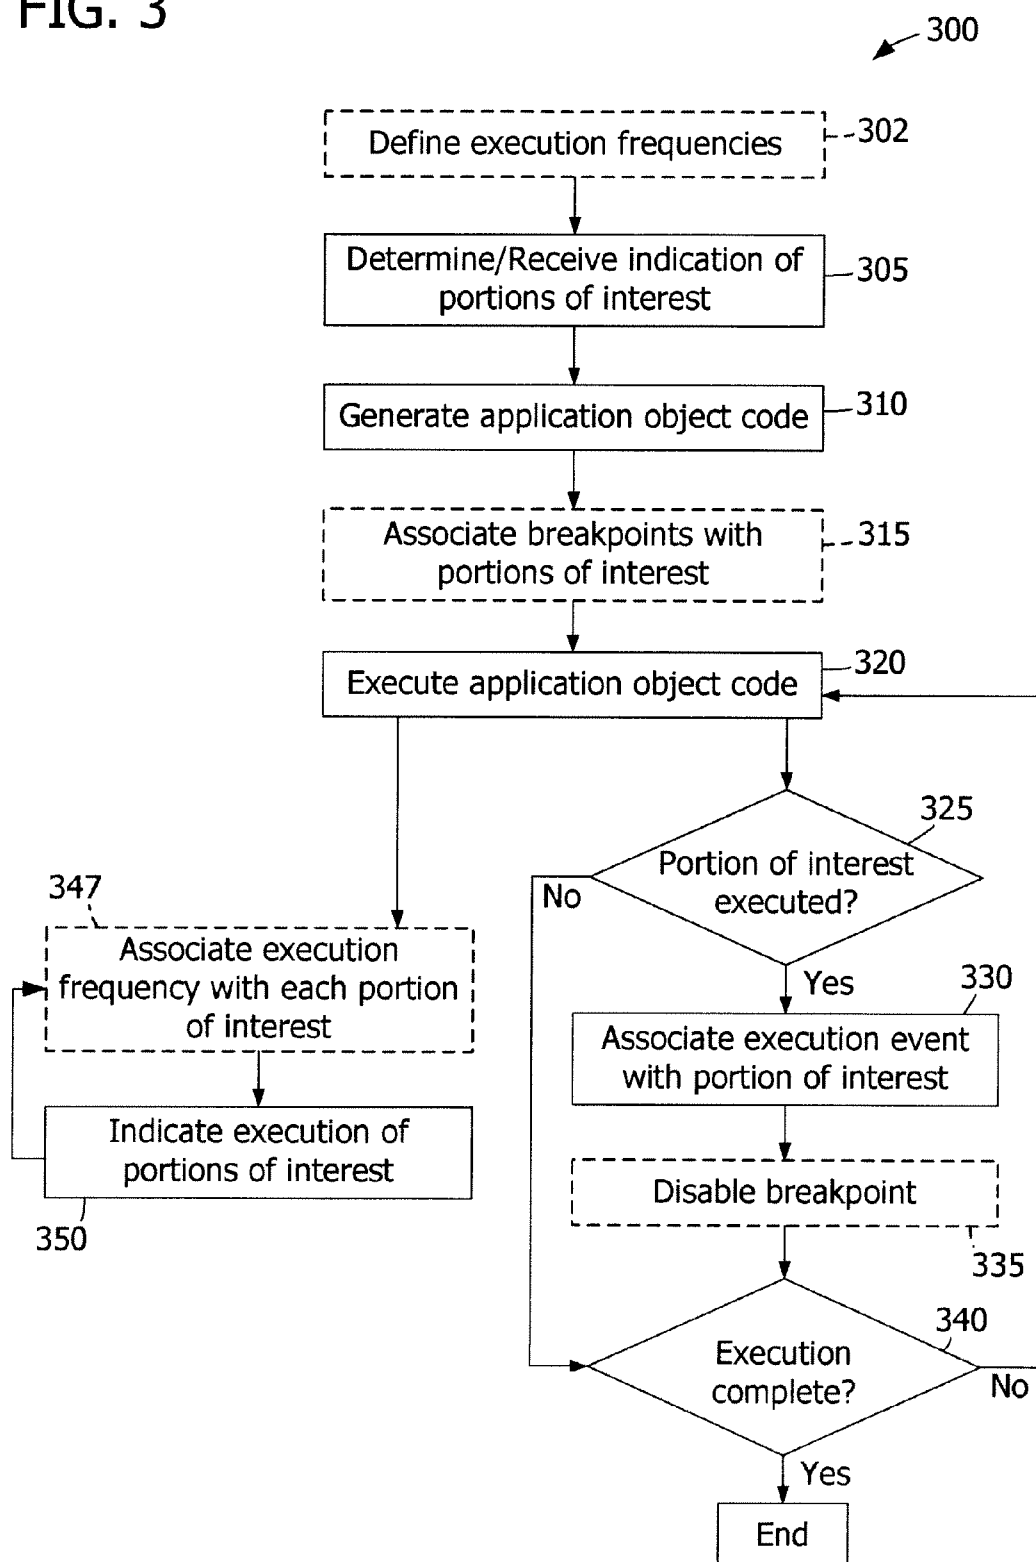 FIG. 3
300
Define execution frequencies
302
Determine/Receive indication of
portions of interest
305
Generate application object code
310
Associate breakpoints with
portions of interest
315
Execute application object code
320
325
Portion of interest
executed?
No
Yes
347
Associate execution
frequency with each portion
of interest
330
Associate execution event
with portion of interest
Indicate execution of
portions of interest
350
Disable breakpoint
335
340
Execution
complete?
No
Yes
End